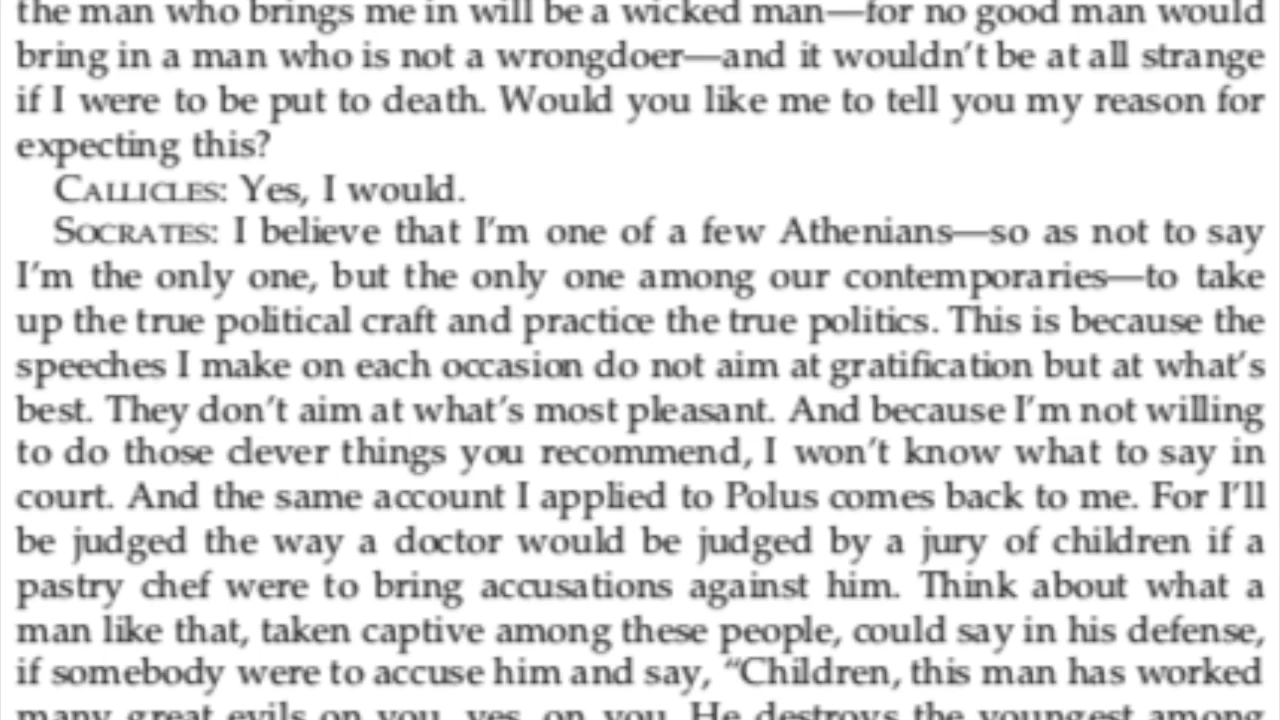 the man who brings me in will be a wicked man—for no good man would
bring in a man who is not a wrongdoer—and it wouldn't be at all strange
if I were to be put to death. Would you like me to tell you my reason for
expecting this?
CALLICLES: Yes, I would.
SOCRATES: I believe that I'm one of a few Athenians—so as not to say
I'm the only one, but the only one among our contemporaries—to take
up the true political craft and practice the true politics. This is because the
speeches I make on each occasion do not aim at gratification but at what's
best. They don't aim at what's most pleasant. And because I'm not willing
to do those clever things you recommend, I won't know what to say in
court. And the same account I applied to Polus comes back to me. For I'll
be judged the way a doctor would be judged by a jury of children if a
pastry chef were to bring accusations against him. Think about what a
man like that, taken captive among these people, could say in his defense,
if somebody were to accuse him and say, “Children, this man has worked
many great evils on you, yes, on you. He destroys the youngest among